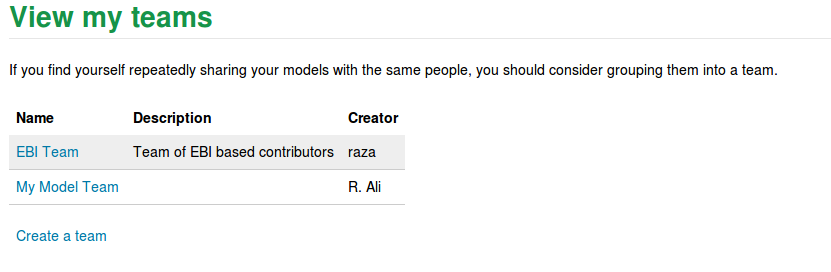 View my teams
If you find yourself repeatedly sharing your models with the same people, you should consider grouping them into a team.
Name Description Creator
EBI Team Team of EBI based contributors raza
My Model Team R. Ali
Create a team